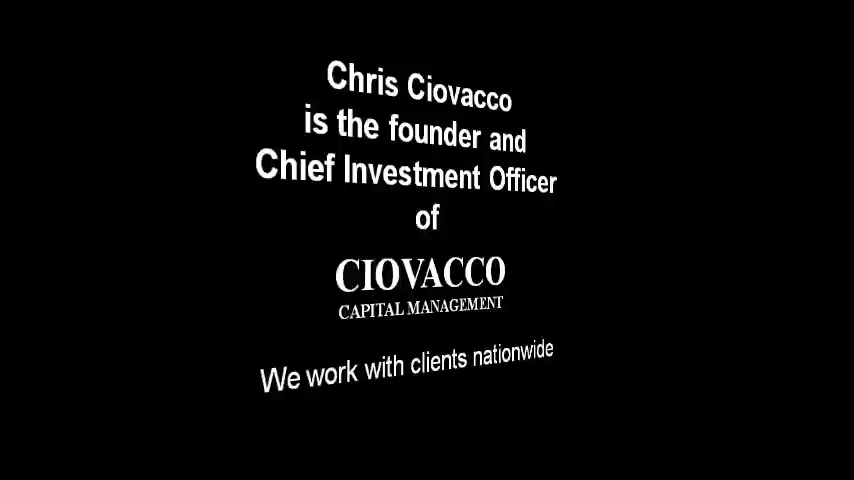 Chris Ciovacco
is the founder and
Chief Investment Officer
of
CIOVACCO
CAPITAL MANAGEMENT
We work with clients nationwide